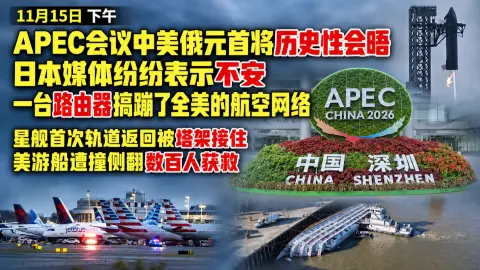 11月15日 下午
APEC会议中美俄元首将历史性会晤
日本媒体纷纷表示不安
一台路由器搞蹦了全美的航空网络
星舰首次轨道返回被塔架接住
美游船遭撞侧翻数百人获救
APEC
CHINA 2026
中国 深圳
CHINA SHENZHEN
jetBlue